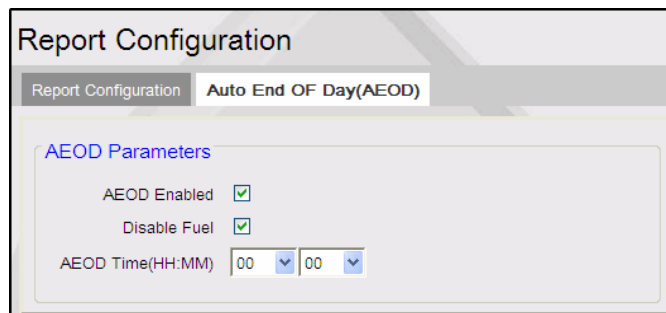 Report Configuration
Report Configuration Auto End OF Day(AEOD)
AEOD Parameters
AEOD Enabled
Disable Fuel
AEOD Time(HH:MM) 00 00